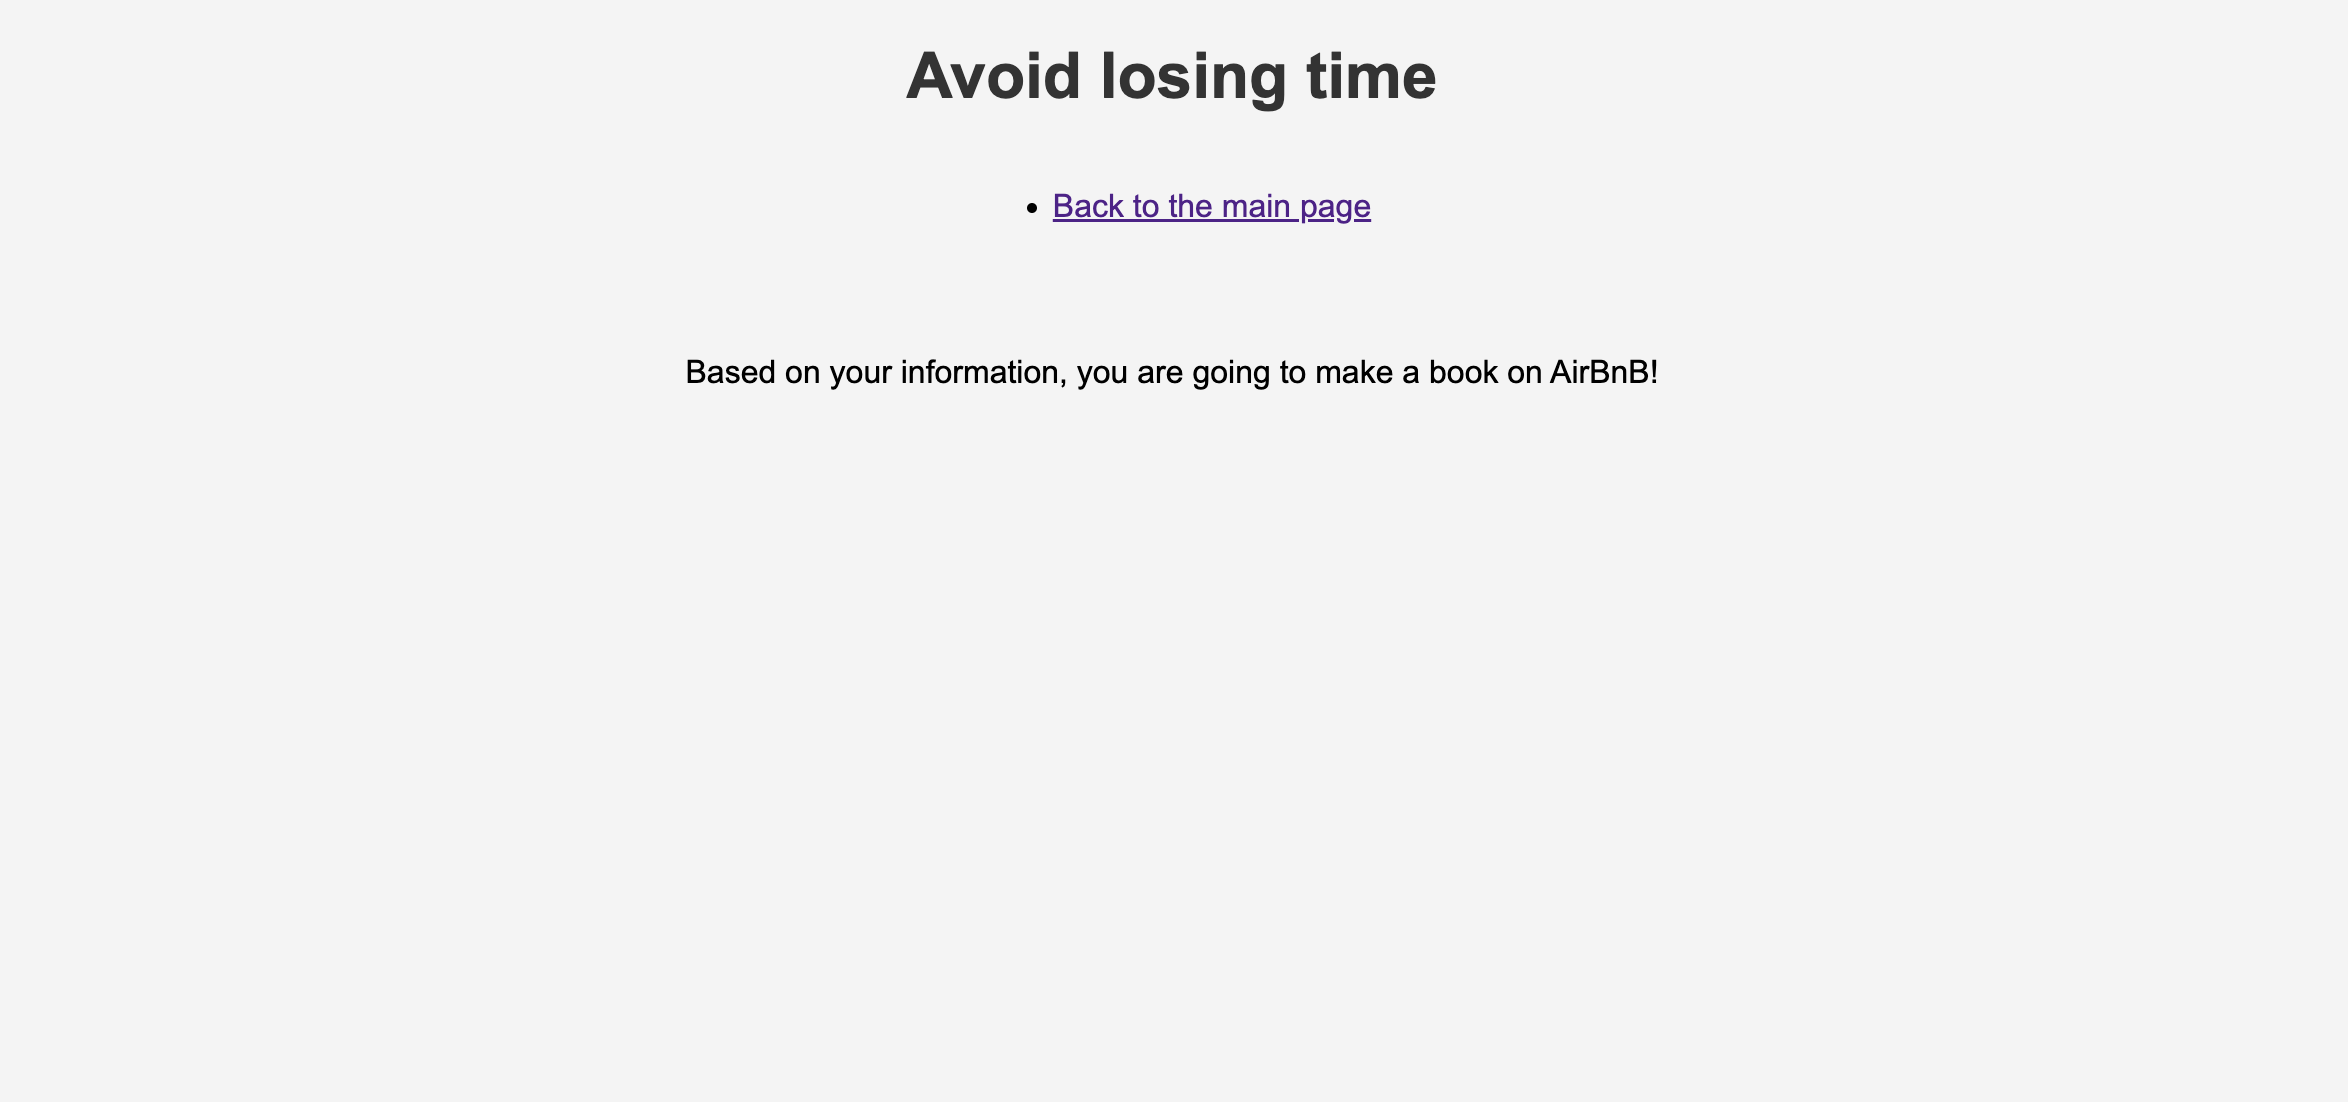 Avoid losing time
Back to the main page
Based on your information, you are going to make a book on AirBnB!